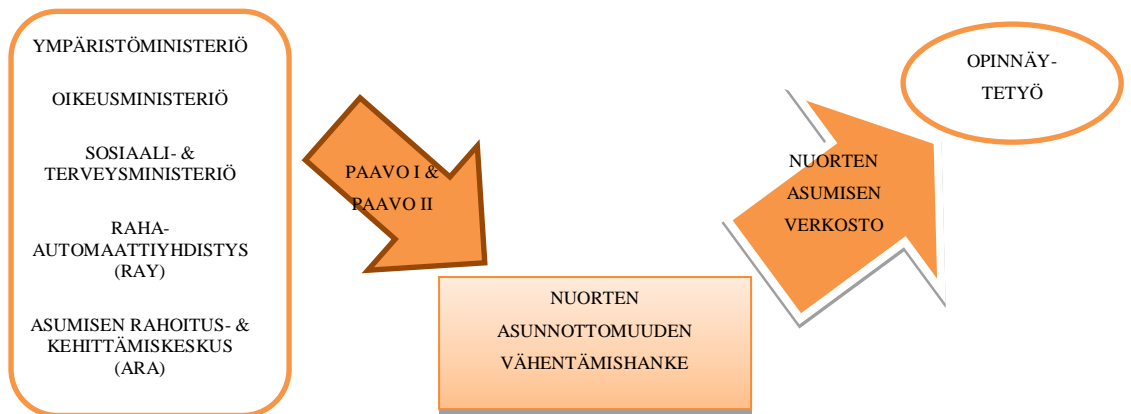 YMPÄRISTÖMINISTERIÖ
OIKEUSMINISTERIÖ
SOSIAALI- &
TERVEYSMINISTERIÖ
RAHA-
AUTOMAATTIYHDISTYS
(RAY)
ASUMISEN RAHOITUS- &
KEHITTÄMISKESKUS
(ARA)
PAAVO I &
PAAVO II
NUORTEN
ASUNNOTTOMUUDEN
VÄHENTÄMISHANKE
NUORTEN
ASUMISEN
VERKOSTO
OPINNÄY-
TETYÖ